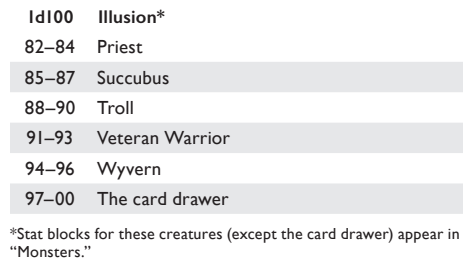 1d100 Illusion*
82–84 Priest
85–87 Succubus
88–90 Troll
91–93 Veteran Warrior
94–96 Wyvern
97–00 The card drawer
*Stat blocks for these creatures (except the card drawer) appear in
“Monsters.”